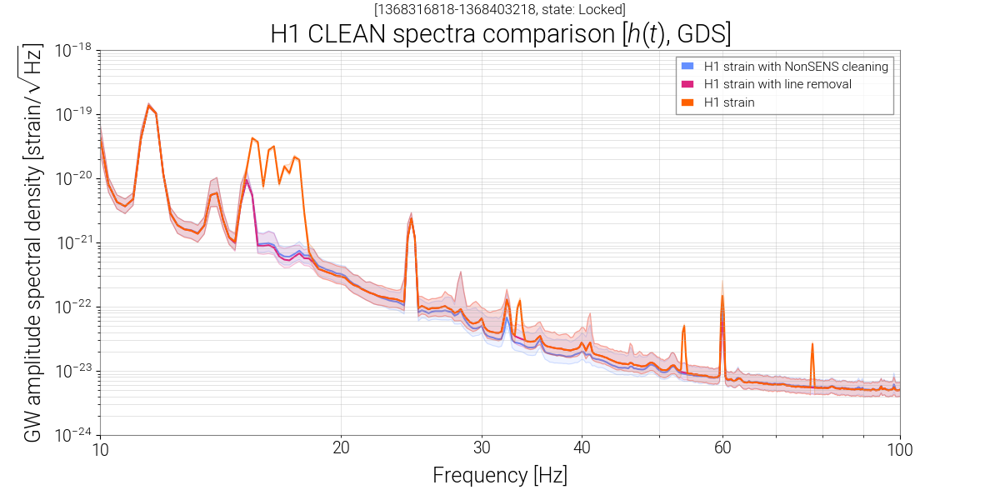 [1368316818-1368403218, state: Locked]
H1 CLEAN spectra comparison [h(t), GDS]
GW amplitude spectral density [strain/√Hz]
10⁻¹⁸
10⁻¹⁹
10⁻²⁰
10⁻²¹
10⁻²²
10⁻²³
10⁻²⁴
H1 strain with NonSENS cleaning
H1 strain with line removal
H1 strain
10
20
30
40
60
100
Frequency [Hz]